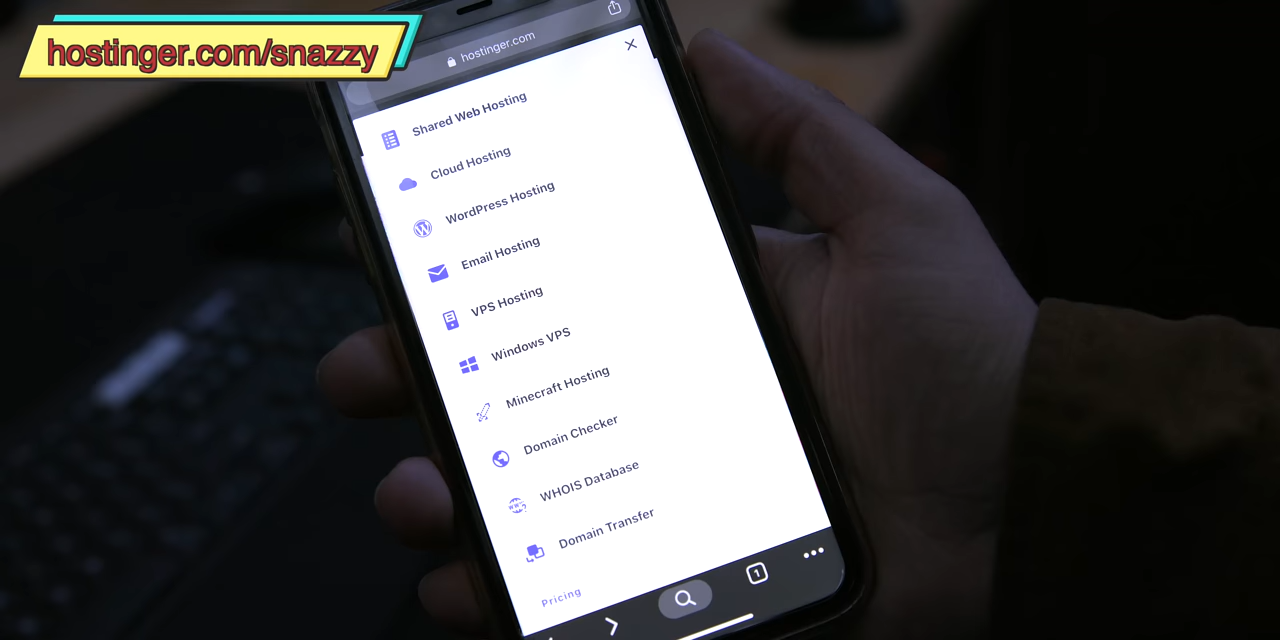 hostinger.com/snazzy
hostinger.com
Shared Web Hosting
Cloud Hosting
WordPress Hosting
Email Hosting
VPS Hosting
Windows VPS
Minecraft Hosting
Domain Checker
WHOIS Database
Domain Transfer
Pricing
1